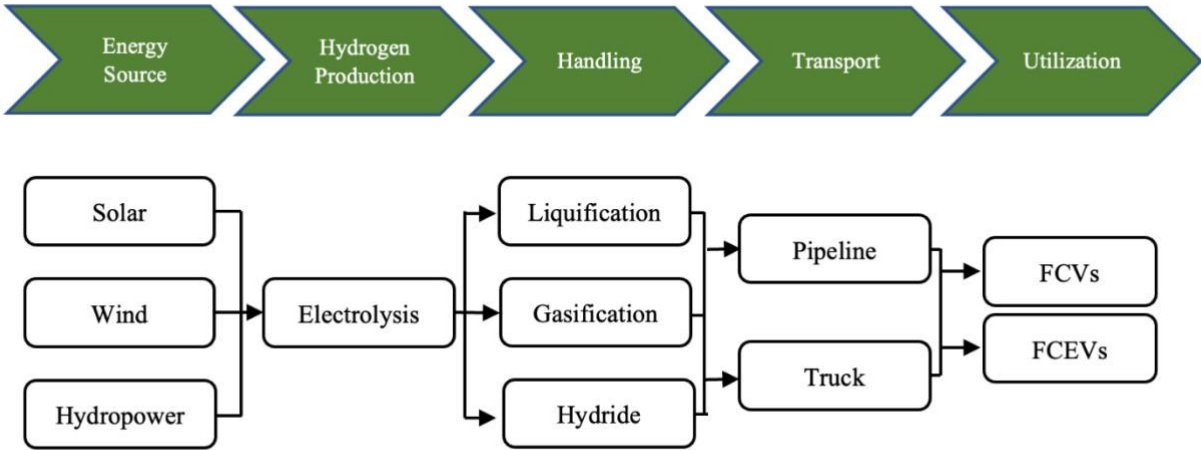 Energy
Source
Hydrogen
Production
Handling
Transport
Utilization
Solar
Wind
Hydropower
Electrolysis
Liquification
Gasification
Hydride
Pipeline
Truck
FCVs
FCEVs